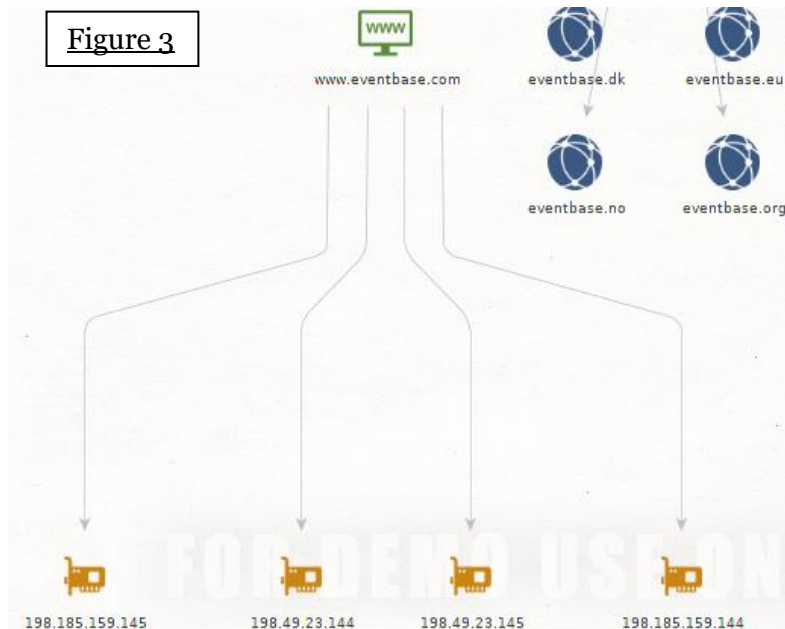 Figure 3
www
www.eventbase.com
eventbase.dk
eventbase.eu
eventbase.no
eventbase.org
FOR DEMO USE ON
198.185.159.145
198.49.23.144
198.49.23.145
198.185.159.144